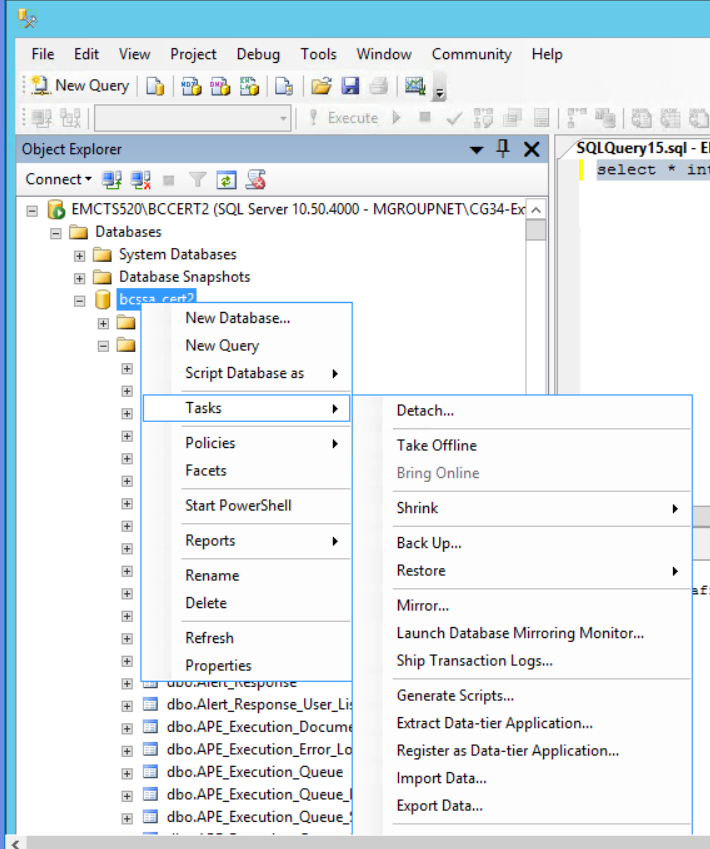 File Edit View Project Debug Tools Window Community Help
New Query
Execute
Object Explorer
SQLQuery15.sql - E
Connect
select * int
EMCTS520\BCCERT2 (SQL Server 10.50.4000 - MGROUPNET\CG34-Ex
Databases
System Databases
Database Snapshots
bcssa_cert2
New Database...
New Query
Script Database as
Tasks
Policies
Facets
Start PowerShell
Reports
Rename
Delete
Refresh
Properties
Detach...
Take Offline
Bring Online
Shrink
Back Up...
Restore
Mirror...
Launch Database Mirroring Monitor...
Ship Transaction Logs...
Generate Scripts...
Extract Data-tier Application...
Register as Data-tier Application...
Import Data...
Export Data...
af
dbo.Alert_Response
dbo.Alert_Response_User_Lis
dbo.APE_Execution_Docume
dbo.APE_Execution_Error_Lo
dbo.APE_Execution_Queue
dbo.APE_Execution_Queue_
dbo.APE_Execution_Queue_